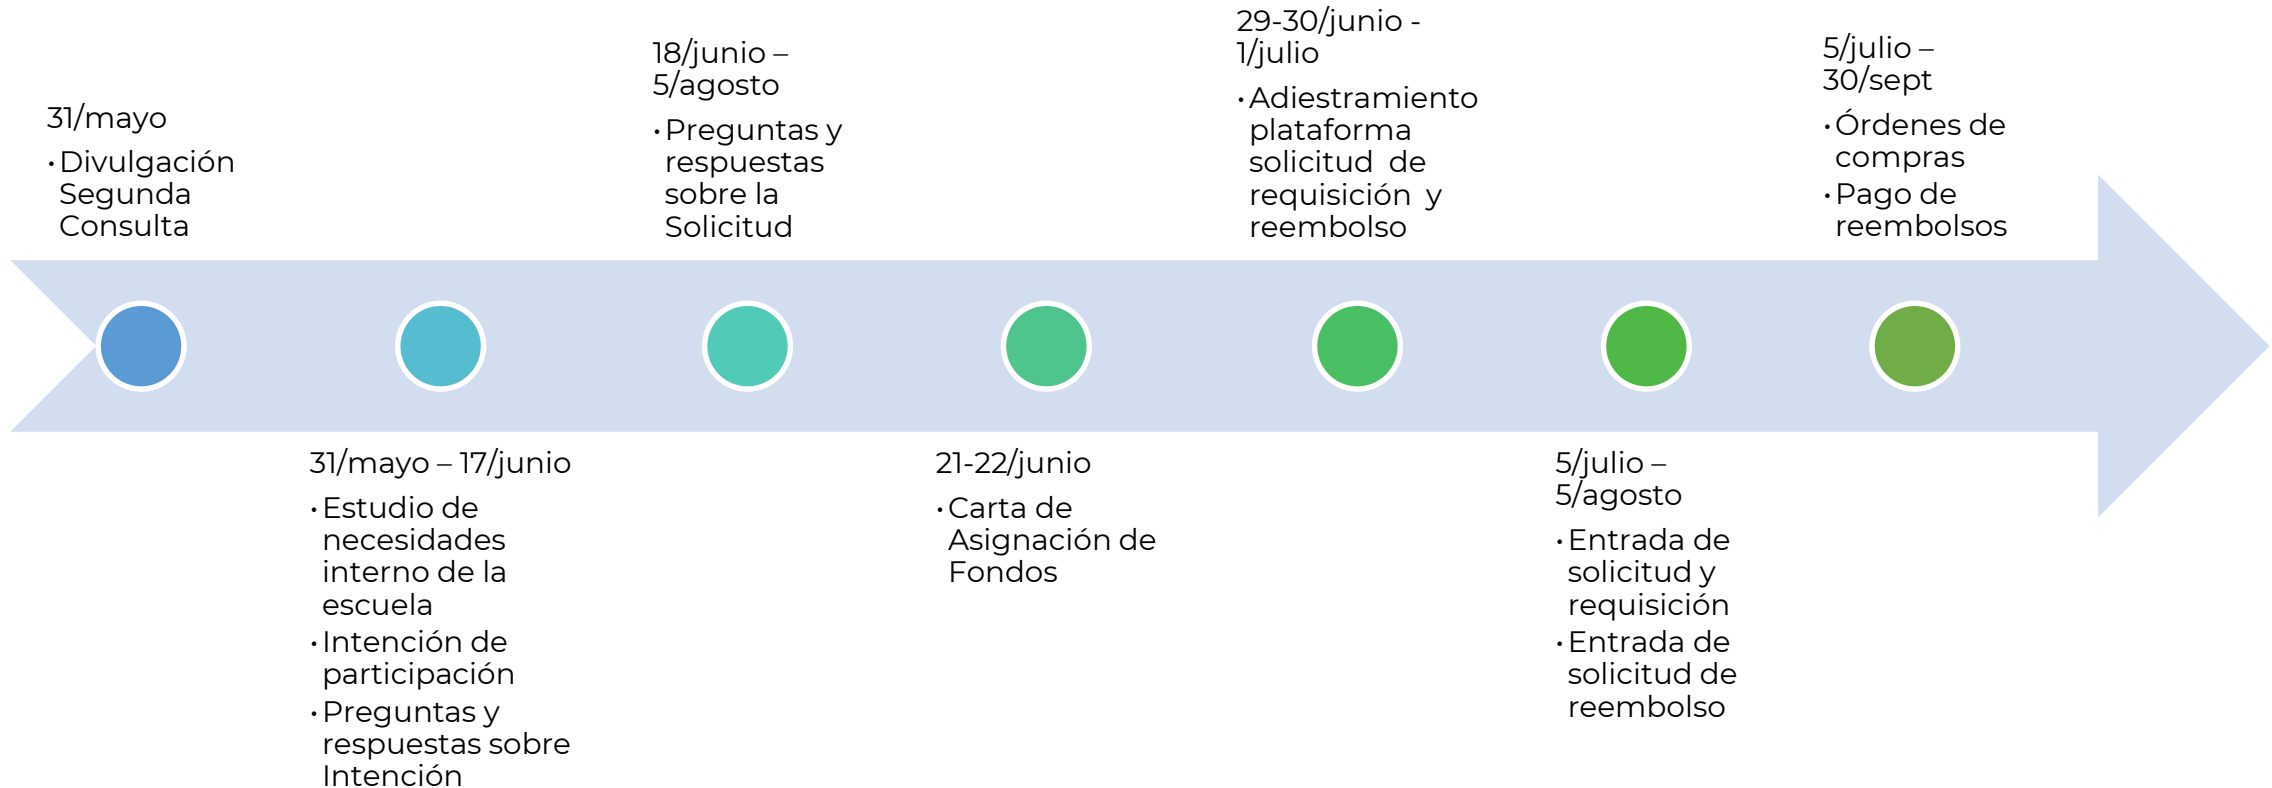 31/mayo
•Divulgación
Segunda
Consulta
31/mayo – 17/junio
•Estudio de
necesidades
interno de la
escuela
•Intención de
participación
•Preguntas y
respuestas sobre
Intención
18/junio –
5/agosto
•Preguntas y
respuestas
sobre la
Solicitud
21-22/junio
•Carta de
Asignación de
Fondos
29-30/junio -
1/julio
•Adiestramiento
plataforma
solicitud  de
requisición  y
reembolso
5/julio –
5/agosto
•Entrada de
solicitud y
requisición
•Entrada de
solicitud de
reembolso
5/julio –
30/sept
•Órdenes de
compras
•Pago de
reembolsos